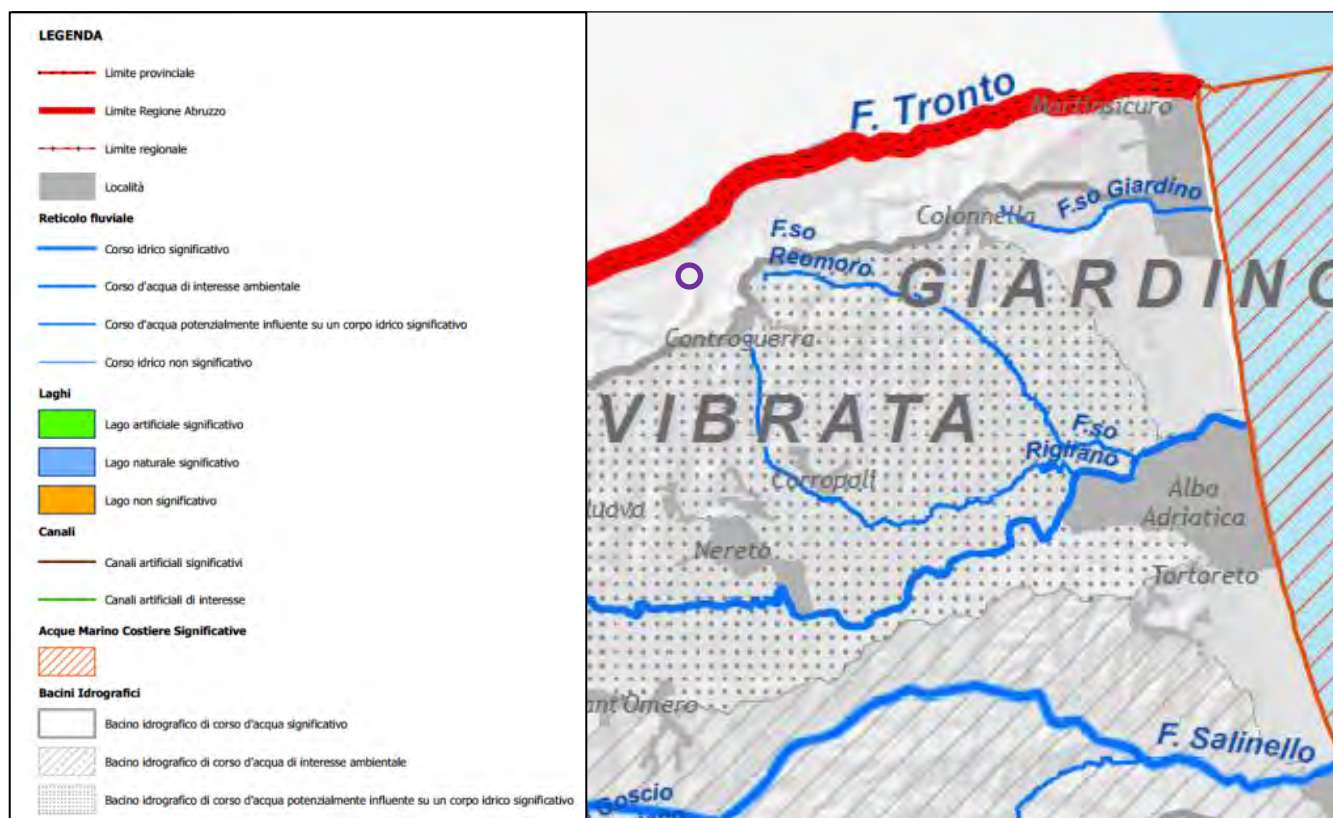 LEGENDA
Limite provinciale
Limite Regione Abruzzo
Limite regionale
Località
Reticolo fluviale
Corso idrico significativo
Corso d'acqua di interesse ambientale
Corso d'acqua potenzialmente influente su un corpo idrico significativo
Corso idrico non significativo
Laghi
Lago artificiale significativo
Lago naturale significativo
Lago non significativo
Canali
Canali artificiali significativi
Canali artificiali di interesse
Acque Marino Costiere Significative
Bacini Idrografici
Bacino idrografico di corso d'acqua significativo
Bacino idrografico di corso d'acqua di interesse ambientale
Bacino idrografico di corso d'acqua potenzialmente influente su un corpo idrico significativo
F. Tronto
Martinsicuro
F.so Giardino
Colonnella
F.so
Reomoro
GIARDINO
Controguerra
VIBRATA
F.so
Rigliano
Corropoli
Nereto
Alba
Adriatica
Tortoreto
ant'Omero
F. Salinello
Goscio